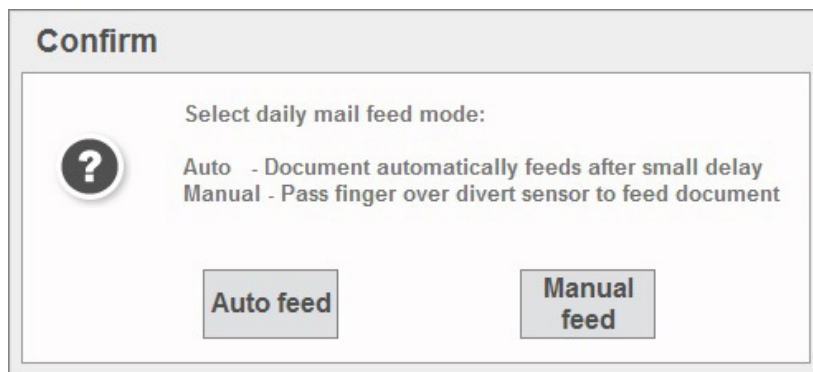 Confirm
?
Select daily mail feed mode:
Auto - Document automatically feeds after small delay
Manual - Pass finger over divert sensor to feed document
Auto feed
Manual
feed